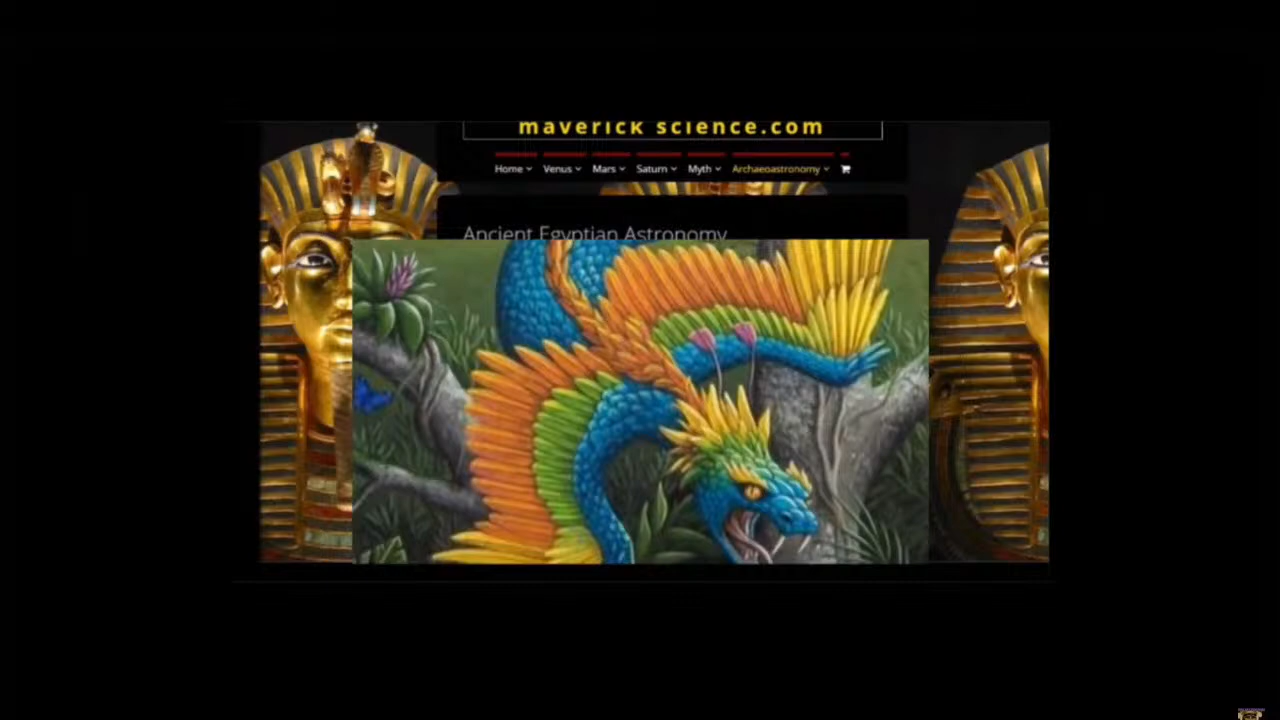 maverick science.com
Home Venus Mars Saturn Myth Archaeoastronomy
Ancient Egyptian Astronomy